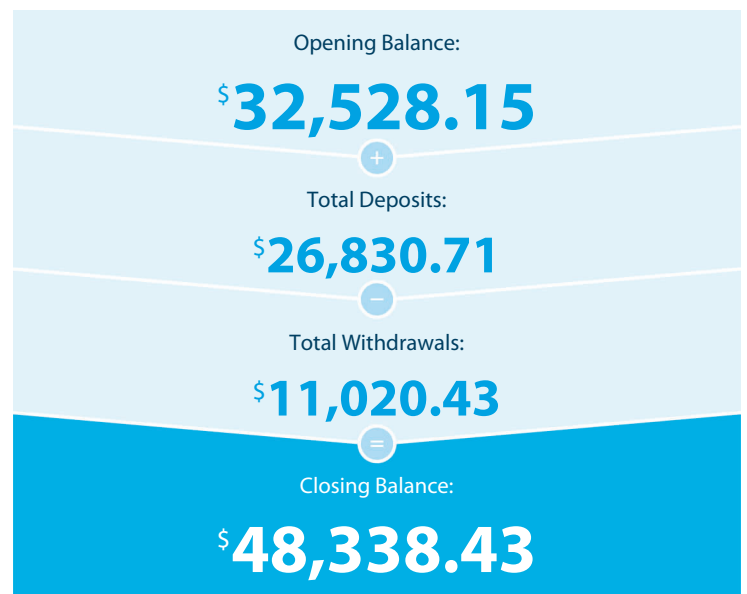 Opening Balance:
$32,528.15
+
Total Deposits:
$26,830.71
−
Total Withdrawals:
$11,020.43
=
Closing Balance:
$48,338.43